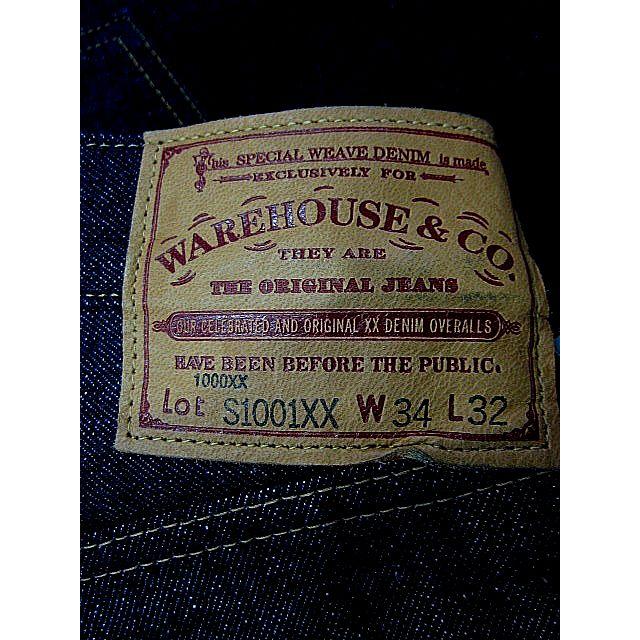 This SPECIAL WEAVE DENIM is made
EXCLUSIVELY FOR
WAREHOUSE & CO.
THEY ARE
THE ORIGINAL JEANS
OUR CELEBRATED AND ORIGINAL XX DENIM OVERALLS
HAVE BEEN BEFORE THE PUBLIC.
1000XX
Lot S1001XX W 34 L 32